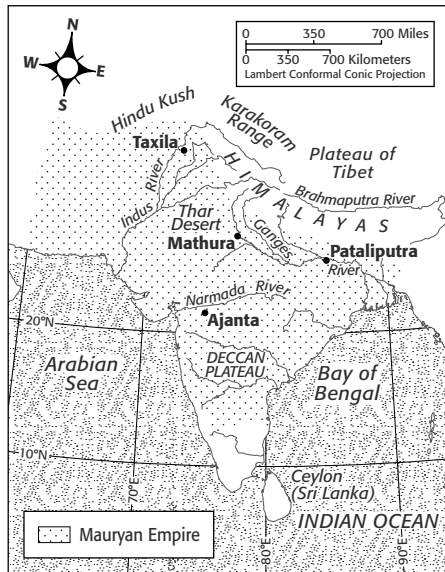 N
W E
S
0 350 700 Miles
0 350 700 Kilometers
Lambert Conformal Conic Projection
Hindu Kush
Karakoram
Range
Taxila
Plateau of
Tibet
HIMALAYAS
River
Indus
Brahmaputra River
Thar
Desert
Mathura
Ganges
Pataliputra
River
Narmada River
Ajanta
20°N
Arabian
Sea
DECCAN
PLATEAU
Bay of
Bengal
10°N
Ceylon
(Sri Lanka)
70°E
80°E
90°E
INDIAN OCEAN
Mauryan Empire